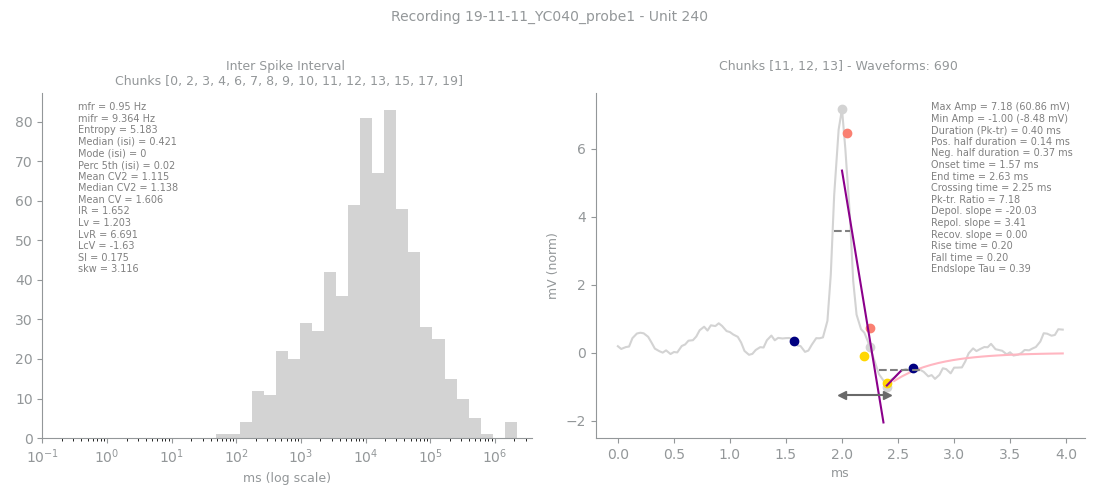 Recording 19-11-11_YC040_probe1 - Unit 240
Inter Spike Interval
Chunks [0, 2, 3, 4, 6, 7, 8, 9, 10, 11, 12, 13, 15, 17, 19]
mfr = 0.95 Hz
mifr = 9.364 Hz
Entropy = 5.183
Median (isi) = 0.421
Mode (isi) = 0
Perc 5th (isi) = 0.02
Mean CV2 = 1.115
Median CV2 = 1.138
Mean CV = 1.606
IR = 1.652
Lv = 1.203
LvR = 6.691
LcV = -1.63
SI = 0.175
skw = 3.116
80
70
60
50
40
30
20
10
0
10⁻¹ 10⁰ 10¹ 10² 10³ 10⁴ 10⁵ 10⁶
ms (log scale)
Chunks [11, 12, 13] - Waveforms: 690
Max Amp = 7.18 (60.86 mV)
Min Amp = -1.00 (-8.48 mV)
Duration (Pk-tr) = 0.40 ms
Pos. half duration = 0.14 ms
Neg. half duration = 0.37 ms
Onset time = 1.57 ms
End time = 2.63 ms
Crossing time = 2.25 ms
Pk-tr. Ratio = 7.18
Depol. slope = -20.03
Repol. slope = 3.41
Recov. slope = 0.00
Rise time = 0.20
Fall time = 0.20
Endslope Tau = 0.39
mV (norm)
6
4
2
0
−2
0.0 0.5 1.0 1.5 2.0 2.5 3.0 3.5 4.0
ms